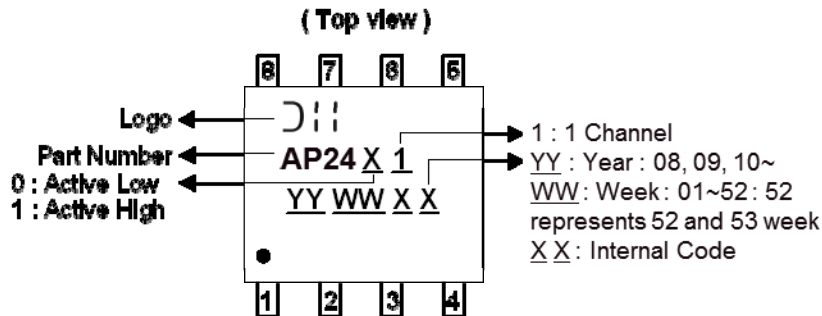 ( Top view )
8 7 6 5
Logo
Part Number
0 : Active Low
1 : Active High
AP24 X 1
YY WW X X
1 : 1 Channel
YY : Year : 08, 09, 10~
WW : Week : 01~52 : 52
represents 52 and 53 week
X X : Internal Code
1 2 3 4